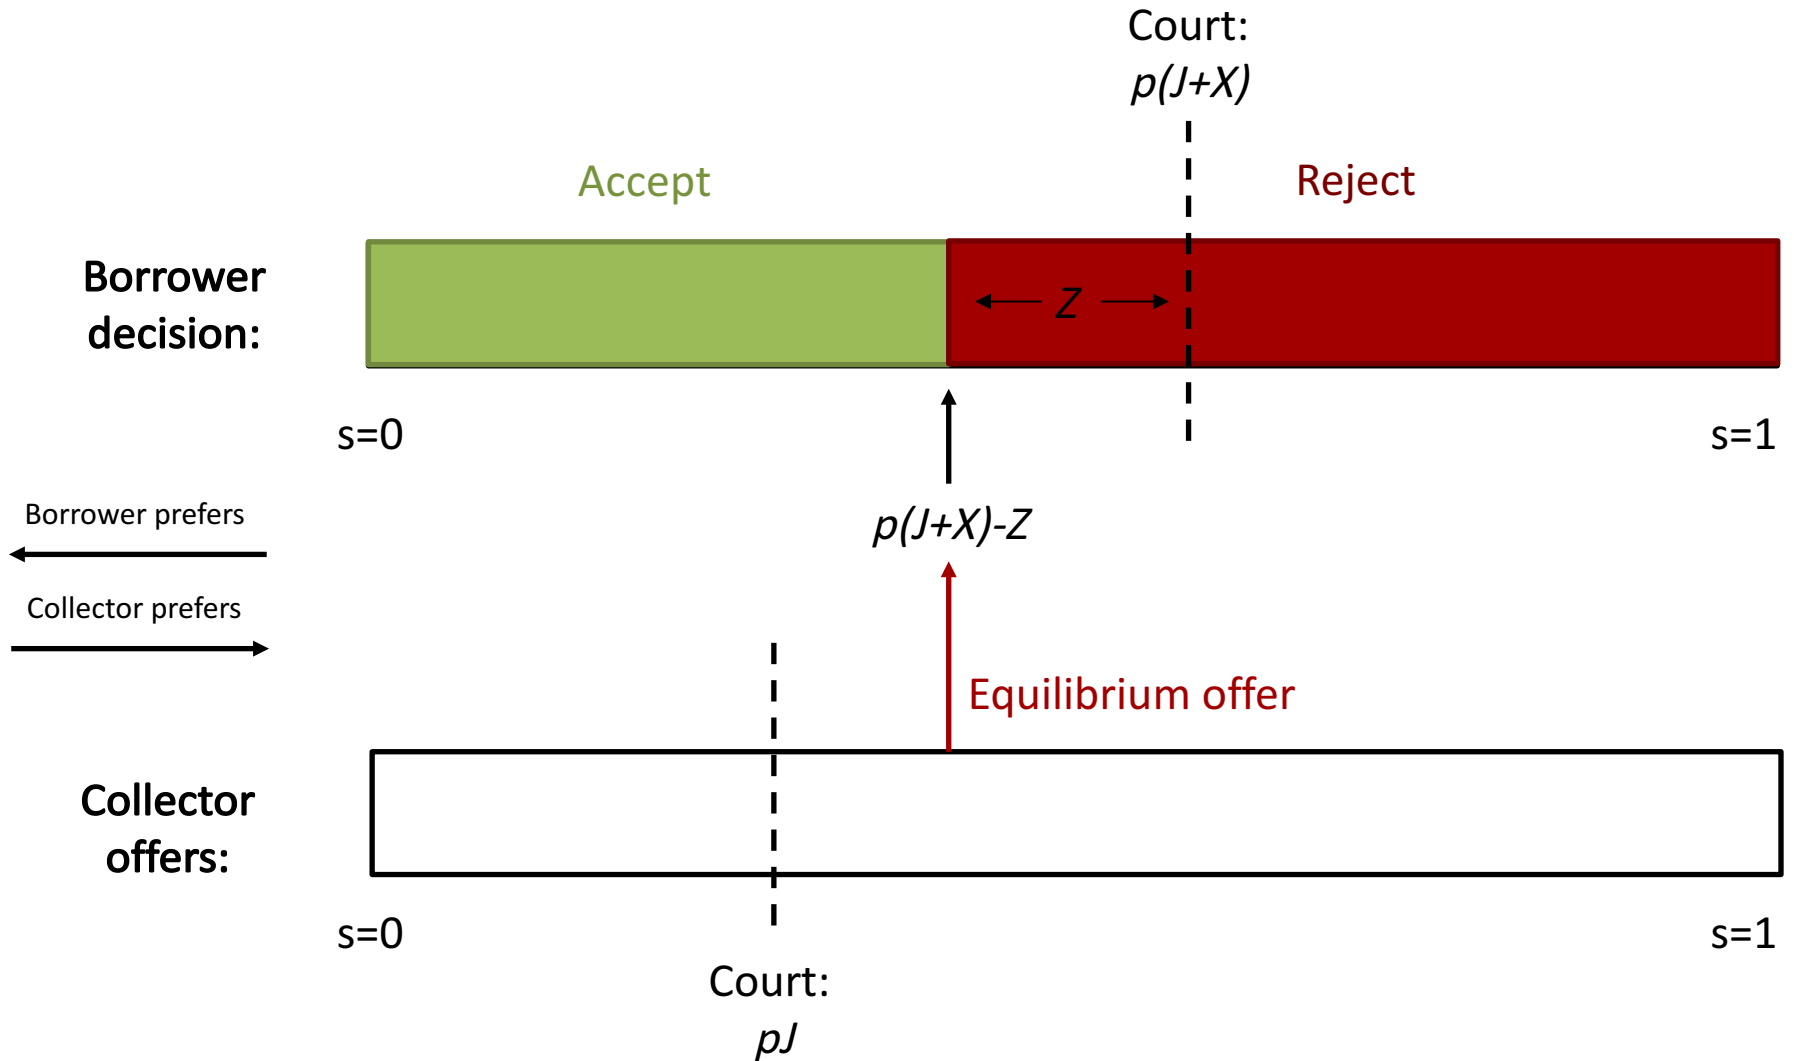 Court:
p(J+X)
Accept
Reject
Borrower
decision:
Z
s=0
s=1
Borrower prefers
p(J+X)-Z
Collector prefers
Equilibrium offer
Collector
offers:
s=0
s=1
Court:
pJ